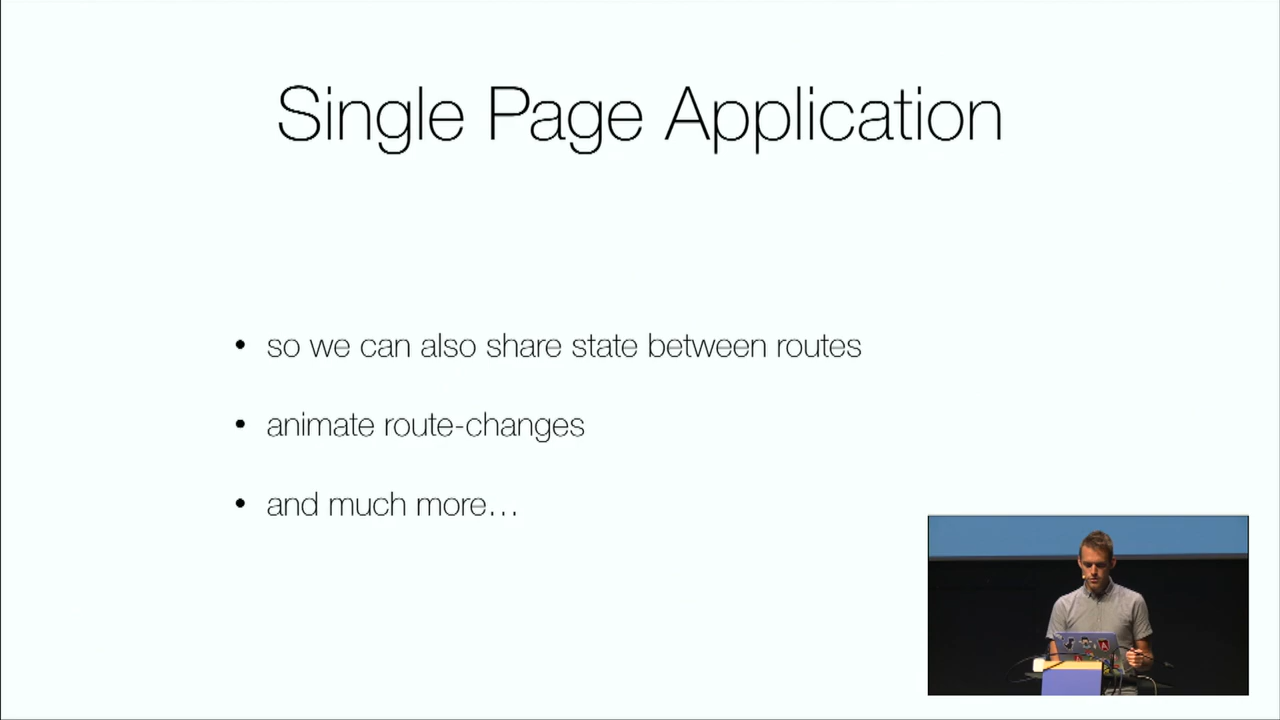 Single Page Application
• so we can also share state between routes
• animate route-changes
• and much more…